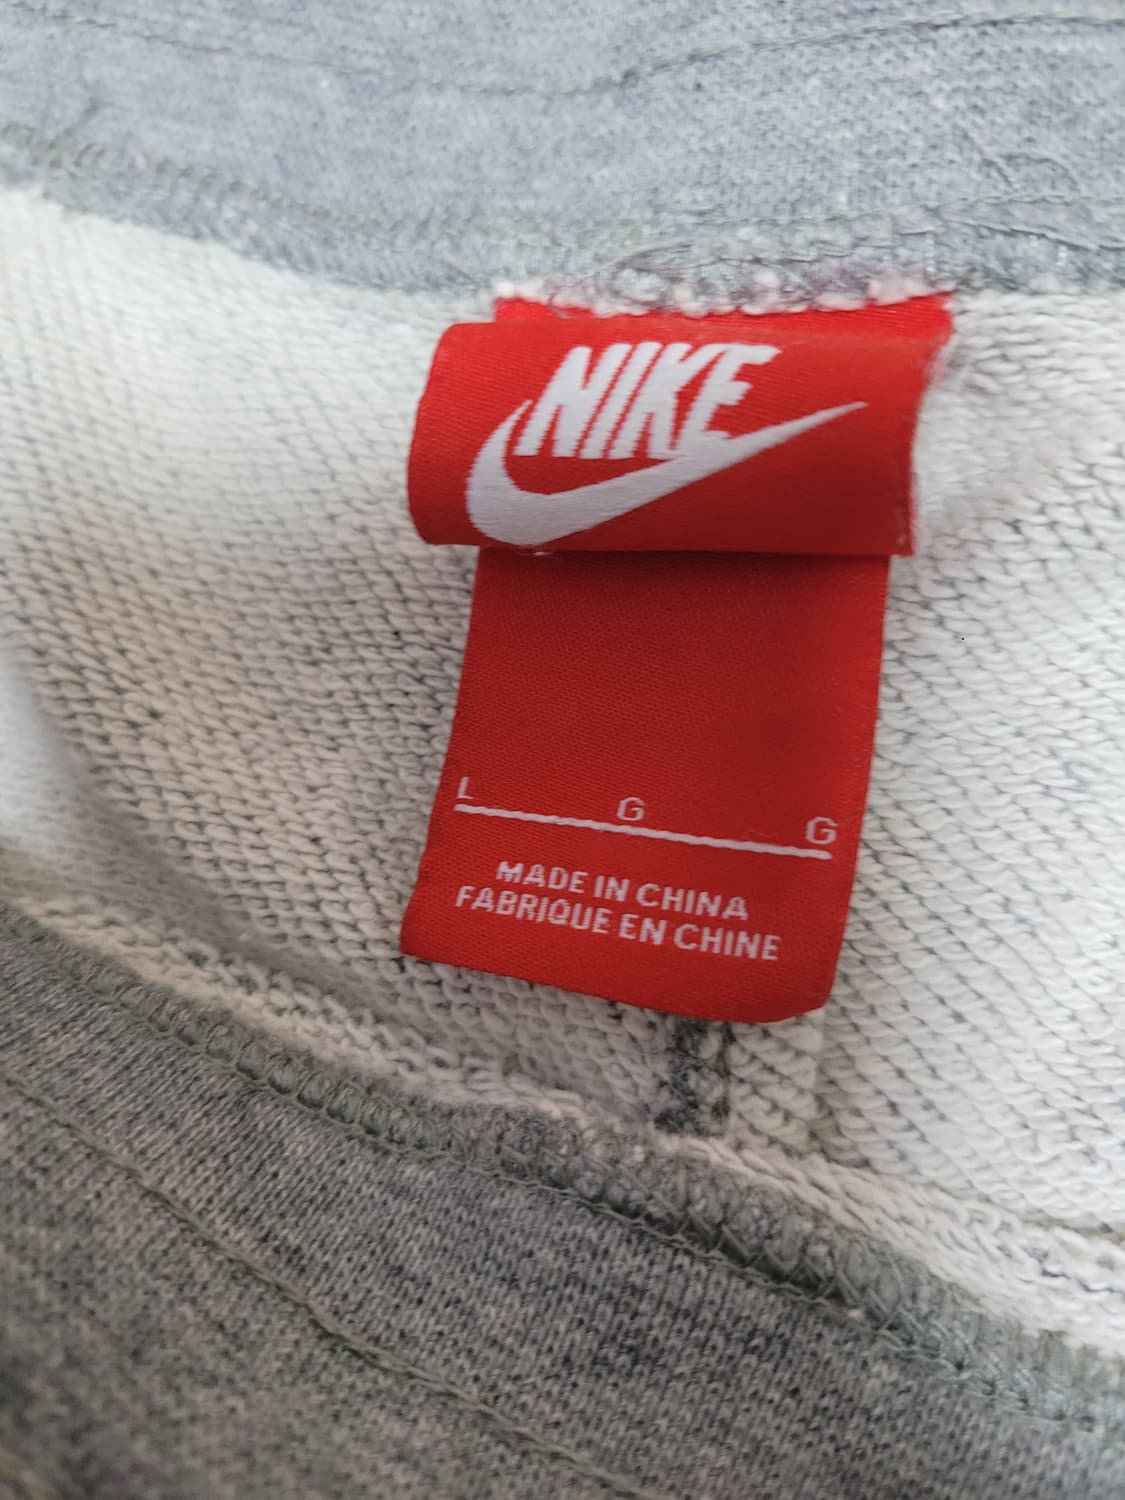 NIKE
L G G
MADE IN CHINA
FABRIQUE EN CHINE